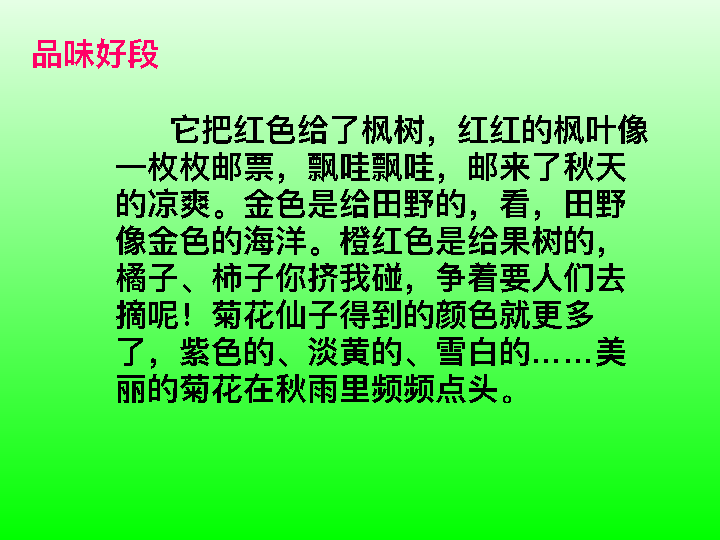 品味好段
它把红色给了枫树，红红的枫叶像
一枚枚邮票，飘哇飘哇，邮来了秋天
的凉爽。金色是给田野的，看，田野
像金色的海洋。橙红色是给果树的，
橘子、柿子你挤我碰，争着要人们去
摘呢！菊花仙子得到的颜色就更多
了，紫色的、淡黄的、雪白的……美
丽的菊花在秋雨里频频点头。